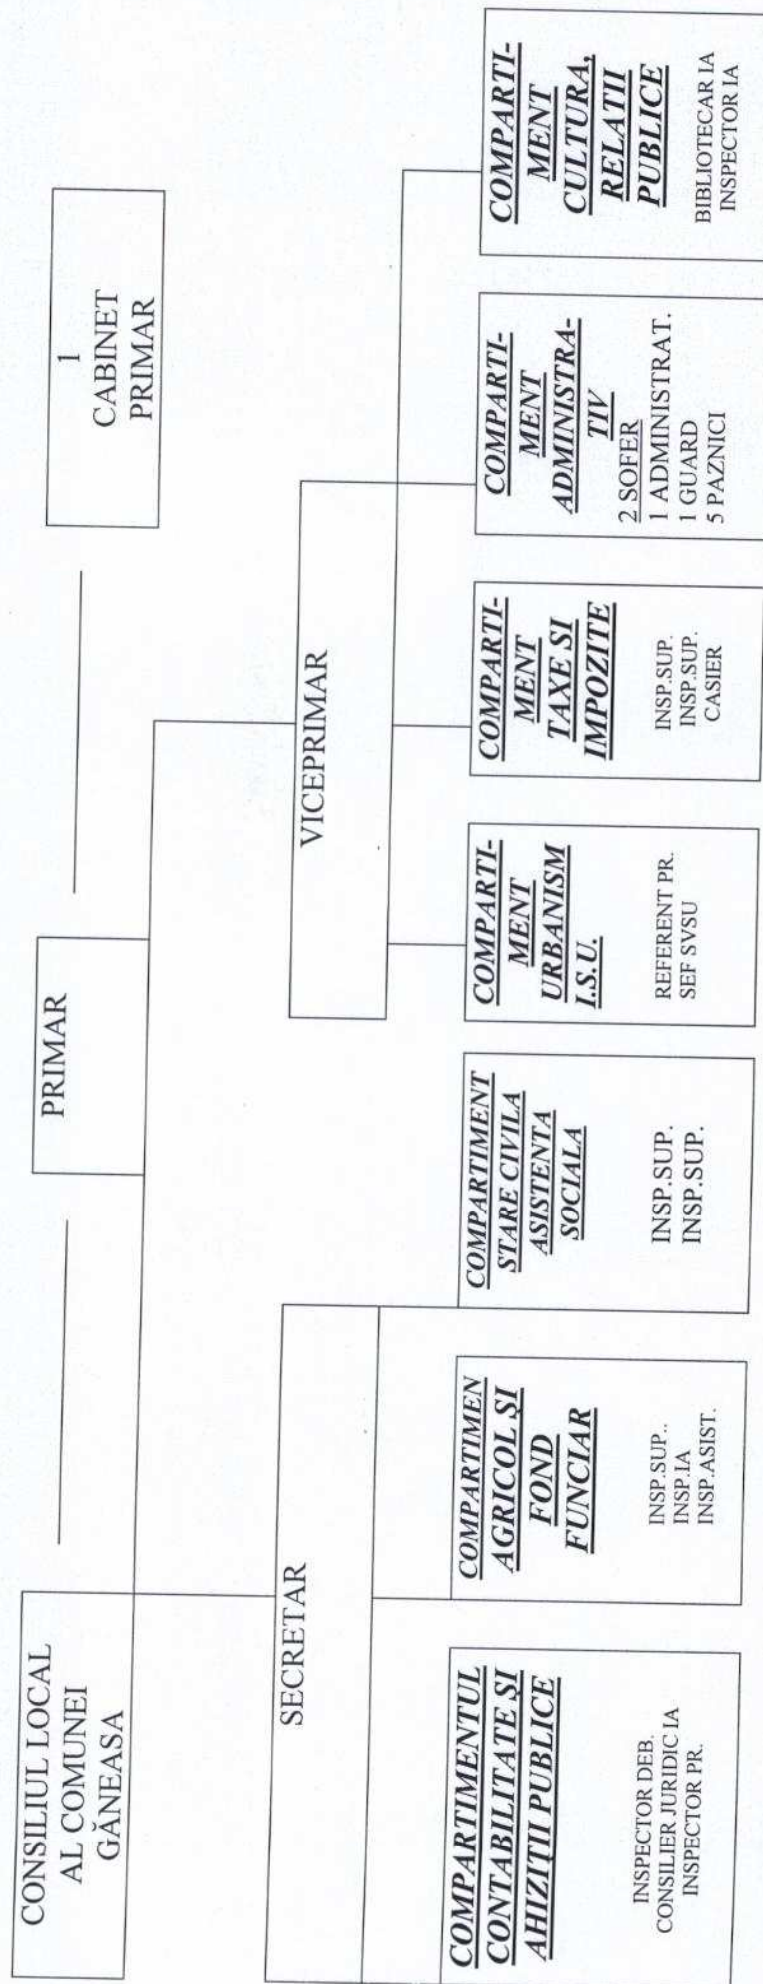 CONSILIUL LOCAL
AL COMUNEI
GĂNEASA
PRIMAR
1
CABINET
PRIMAR
SECRETAR
VICEPRIMAR
COMPARTIMENTUL
CONTABILITATE ŞI
AHIZIŢII PUBLICE
INSPECTOR DEB.
CONSILIER JURIDIC IA
INSPECTOR PR.
COMPARTIMEN
AGRICOL ŞI
FOND
FUNCIAR
INSP.SUP..
INSP.IA
INSP.ASIST.
COMPARTIMENT
STARE CIVILA
ASISTENTA
SOCIALA
INSP.SUP.
INSP.SUP.
COMPARTI-
MENT
URBANISM
I.S.U.
REFERENT PR.
SEF SVSU
COMPARTI-
MENT
TAXE SI
IMPOZITE
INSP.SUP.
INSP.SUP.
CASIER
COMPARTI-
MENT
ADMINISTRA-
TIV
2 SOFER
1 ADMINISTRAT.
1 GUARD
5 PAZNICI
COMPARTI-
MENT
CULTURA,
RELATII
PUBLICE
BIBLIOTECAR IA
INSPECTOR IA